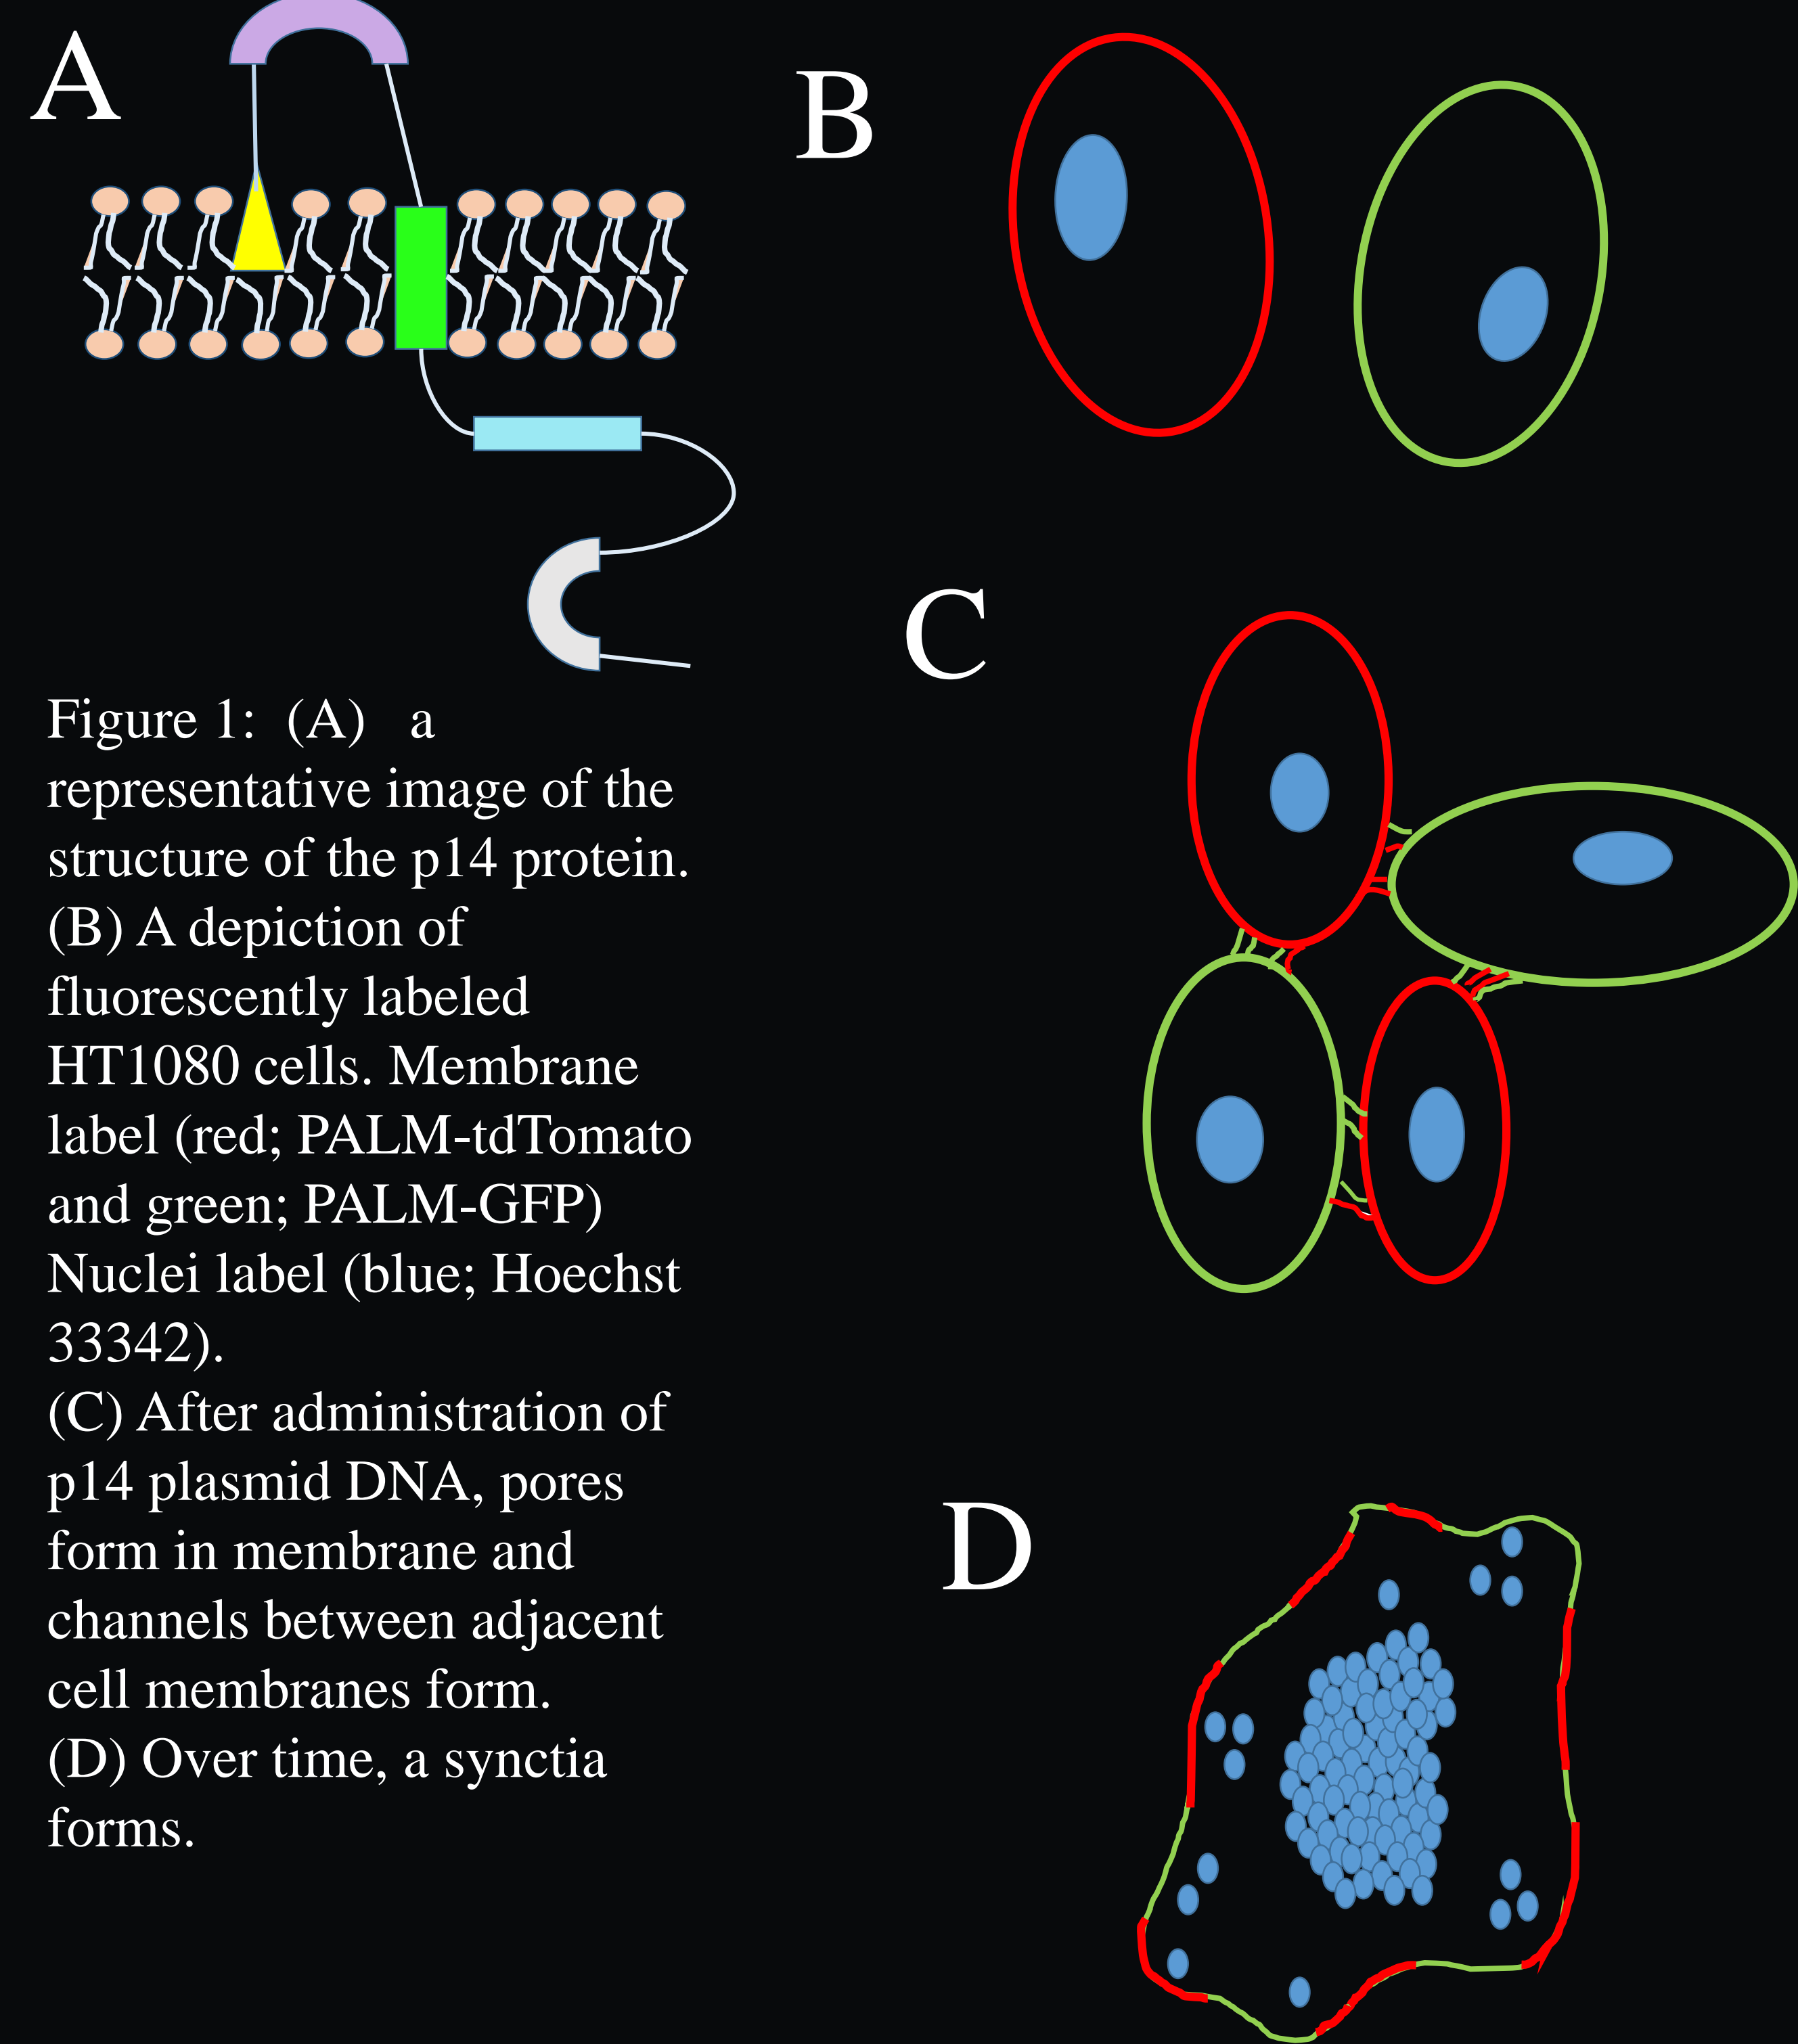 A
B
C
Figure 1: (A) a
representative image of the
structure of the p14 protein.
(B) A depiction of
fluorescently labeled
HT1080 cells. Membrane
label (red; PALM-tdTomato
and green; PALM-GFP)
Nuclei label (blue; Hoechst
33342).
(C) After administration of
p14 plasmid DNA, pores
form in membrane and
channels between adjacent
cell membranes form.
(D) Over time, a synctia
forms.
D